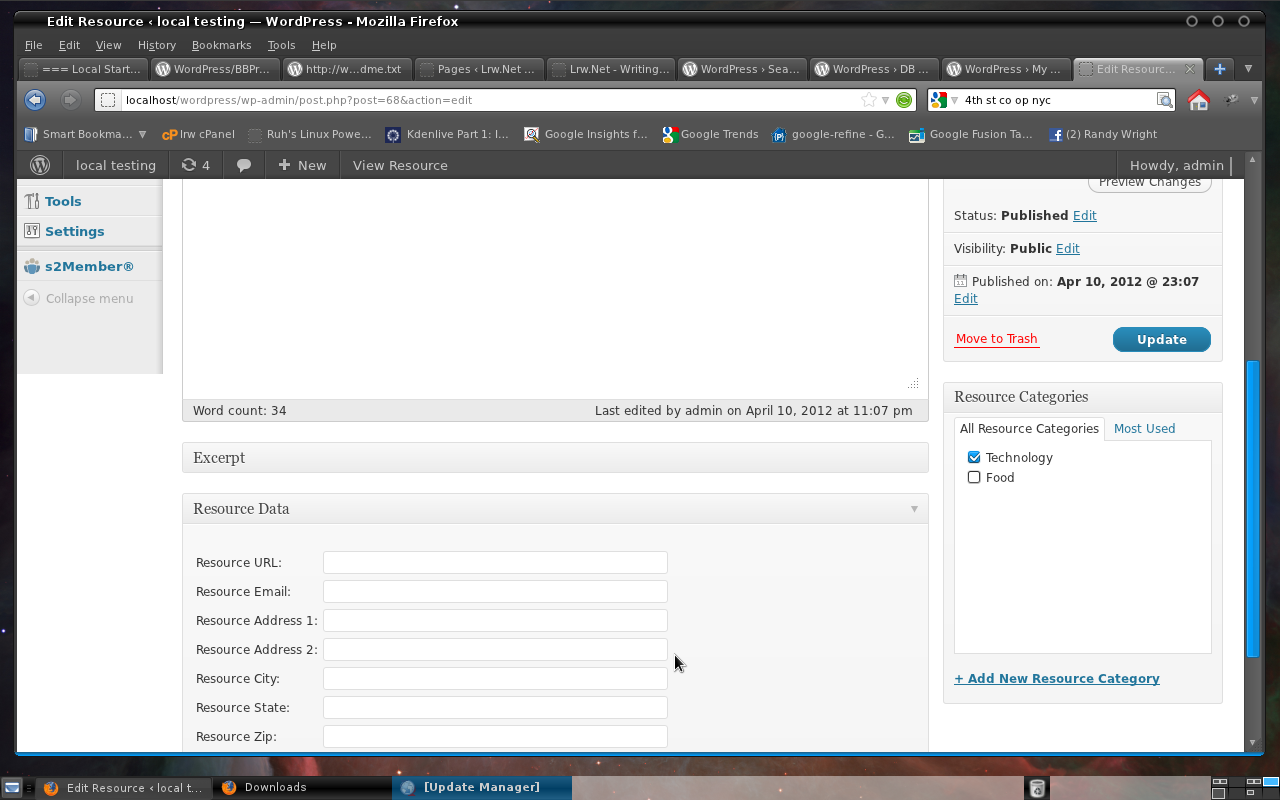 Edit Resource ‹ local testing — WordPress - Mozilla Firefox
File Edit View History Bookmarks Tools Help
=== Local Start... WordPress/BBPr... http://w...dme.txt Pages ‹ Lrw.Net ... Lrw.Net - Writing... WordPress › Sea... WordPress › DB ... WordPress › My ... Edit Resourc...
localhost/wordpress/wp-admin/post.php?post=68&action=edit 4th st co op nyc
Smart Bookma... cP lrw cPanel Ruh's Linux Powe... Kdenlive Part 1: I... Google Insights f... Google Trends google-refine - G... Google Fusion Ta... (2) Randy Wright
local testing 4 + New View Resource Howdy, admin
Tools
Settings
s2Member®
Collapse menu
Word count: 34 Last edited by admin on April 10, 2012 at 11:07 pm
Excerpt
Resource Data
Resource URL:
Resource Email:
Resource Address 1:
Resource Address 2:
Resource City:
Resource State:
Resource Zip:
Preview Changes
Status: Published Edit
Visibility: Public Edit
Published on: Apr 10, 2012 @ 23:07
Edit
Move to Trash Update
Resource Categories
All Resource Categories Most Used
Technology
Food
+ Add New Resource Category
Edit Resource ‹ local t... Downloads [Update Manager]